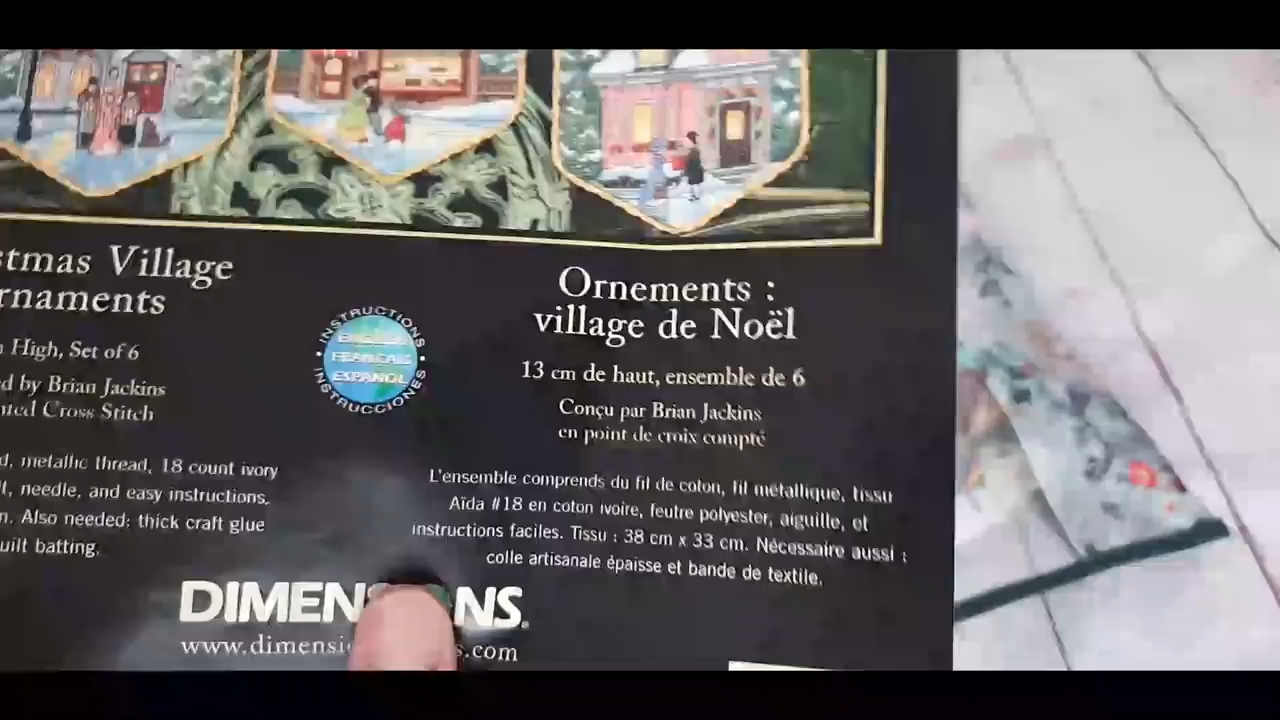 stmas Village
rnaments
High, Set of 6
d by Brian Jackins
nted Cross Stitch
d, metallic thread, 18 count ivory
lt, needle, and easy instructions.
n. Also needed: thick craft glue
uilt batting.
INSTRUCTIONS
ENGLISH
FRANÇAIS
ESPAÑOL
INSTRUCCIONES
Ornements :
village de Noël
13 cm de haut, ensemble de 6
Conçu par Brian Jackins
en point de croix compté
L'ensemble comprends du fil de coton, fil métallique, tissu
Aïda #18 en coton ivoire, feutre polyester, aiguille, et
instructions faciles. Tissu : 38 cm x 33 cm. Nécessaire aussi :
colle artisanale épaisse et bande de textile.
DIMEN NS.
www.dimensi s.com